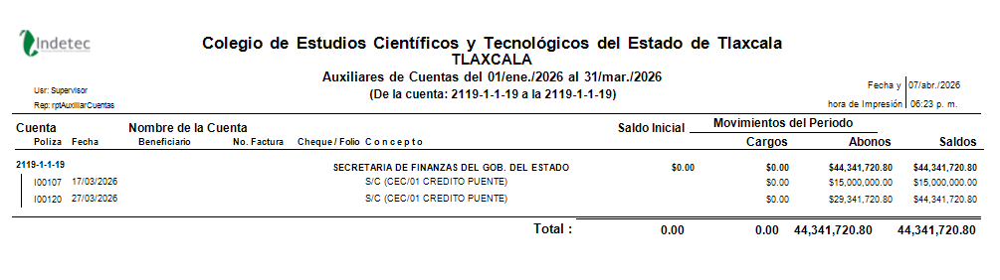 Indetec
Colegio de Estudios Científicos y Tecnológicos del Estado de Tlaxcala
TLAXCALA
Auxiliares de Cuentas del 01/ene./2026 al 31/mar./2026
(De la cuenta: 2119-1-1-19 a la 2119-1-1-19)
Usr: Supervisor
Rep: rptAuxiliarCuentas
Fecha y 07/abr./2026
hora de Impresión 06:23 p. m.
Cuenta Nombre de la Cuenta Saldo Inicial Movimientos del Periodo
Poliza Fecha Beneficiario No. Factura Cheque / Folio Concepto Cargos Abonos Saldos
2119-1-1-19 SECRETARIA DE FINANZAS DEL GOB. DEL ESTADO $0.00 $0.00 $44,341,720.80 $44,341,720.80
I00107 17/03/2026 S/C (CEC/01 CREDITO PUENTE) $0.00 $15,000,000.00 $15,000,000.00
I00120 27/03/2026 S/C (CEC/01 CREDITO PUENTE) $0.00 $29,341,720.80 $44,341,720.80
Total : 0.00 0.00 44,341,720.80 44,341,720.80